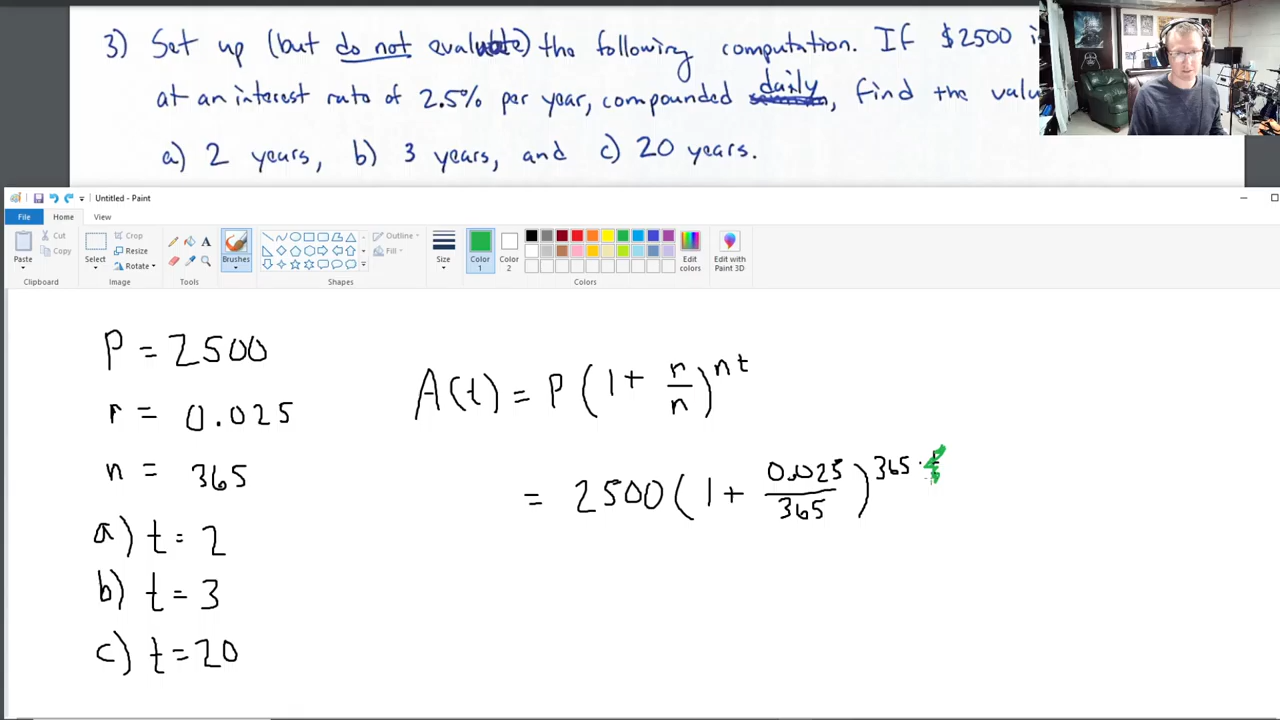 3) Set up (but do not evaluate) the following computation. If $2500
at an interest rate of 2.5% per year, compounded daily, find the
a) 2 years, b) 3 years, and c) 20 years.
Untitled - Paint
File Home View
Paste Cut Copy Clipboard
Select Crop Resize Rotate Image
Tools
Brushes
Outline Fill Shapes
Size
Color 1 Color 2
Edit colors Colors
Edit with Paint 3D
P = 2500
r = 0.025
n = 365
a) t = 2
b) t = 3
c) t = 20
A(t) = P(1 + r/n)^nt
= 2500(1 + 0.025/365)^365 ·